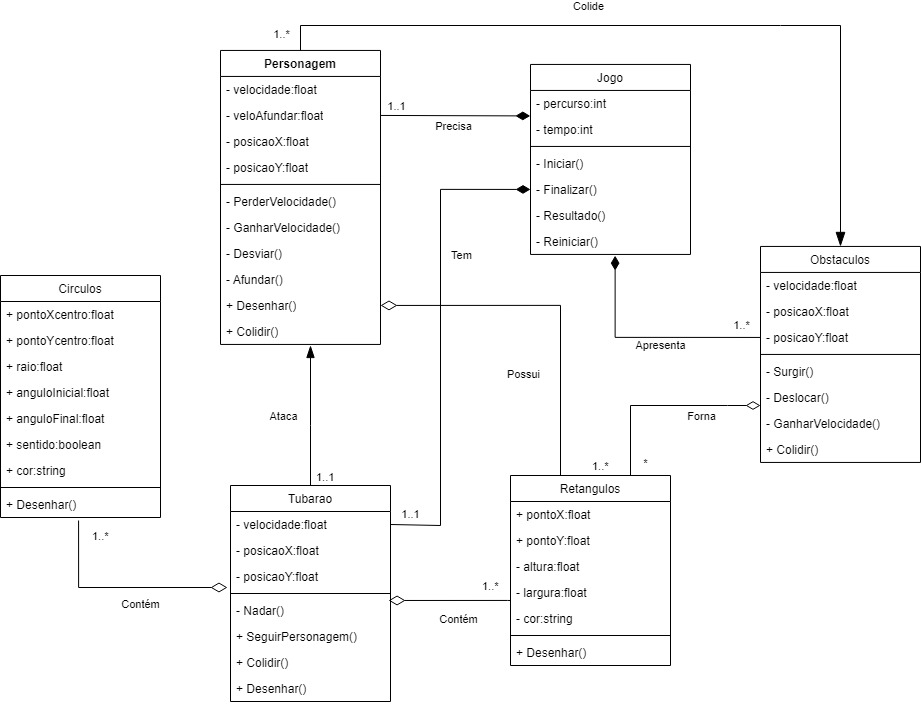 Colide
1..*
Personagem
- velocidade:float
- veloAfundar:float
- posicaoX:float
- posicaoY:float
- PerderVelocidade()
- GanharVelocidade()
- Desviar()
- Afundar()
+ Desenhar()
+ Colidir()
1..1
Precisa
Jogo
- percurso:int
- tempo:int
- Iniciar()
- Finalizar()
- Resultado()
- Reiniciar()
Tem
Obstaculos
- velocidade:float
- posicaoX:float
- posicaoY:float
- Surgir()
- Deslocar()
- GanharVelocidade()
+ Colidir()
1..*
Apresenta
Circulos
+ pontoXcentro:float
+ pontoYcentro:float
+ raio:float
+ anguloInicial:float
+ anguloFinal:float
+ sentido:boolean
+ cor:string
+ Desenhar()
Possui
Ataca
Forna
1..*
*
1..1
1..1
Tubarao
- velocidade:float
- posicaoX:float
- posicaoY:float
- Nadar()
+ SeguirPersonagem()
+ Colidir()
+ Desenhar()
Retangulos
+ pontoX:float
+ pontoY:float
- altura:float
- largura:float
- cor:string
+ Desenhar()
1..*
Contém
1..*
Contém